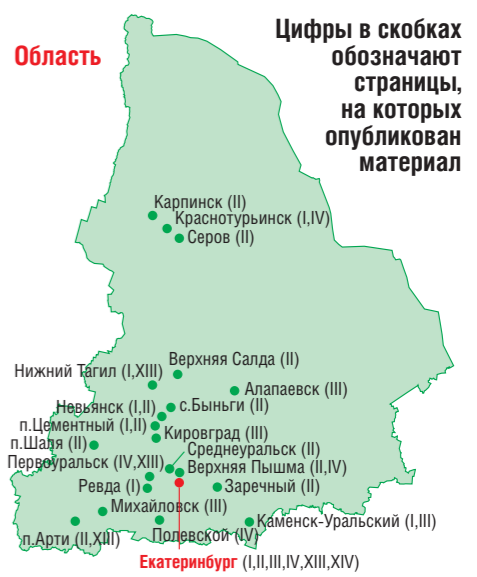 Область
Цифры в скобках
обозначают
страницы,
на которых
опубликован
материал
Карпинск (II)
Краснотурьинск (I,IV)
Серов (II)
Верхняя Салда (II)
Нижний Тагил (I,XIII)
Алапаевск (III)
Невьянск (I,II)
с.Быньги (II)
п.Цементный (I,II)
Кировград (III)
п.Шаля (II)
Среднеуральск (II)
Первоуральск (IV,XIII)
Верхняя Пышма (II,IV)
Ревда (I)
Заречный (II)
Михайловск (III)
Каменск-Уральский (I,III)
п.Арти (II,XIII)
Полевской (IV)
Екатеринбург (I,II,III,IV,XIII,XIV)